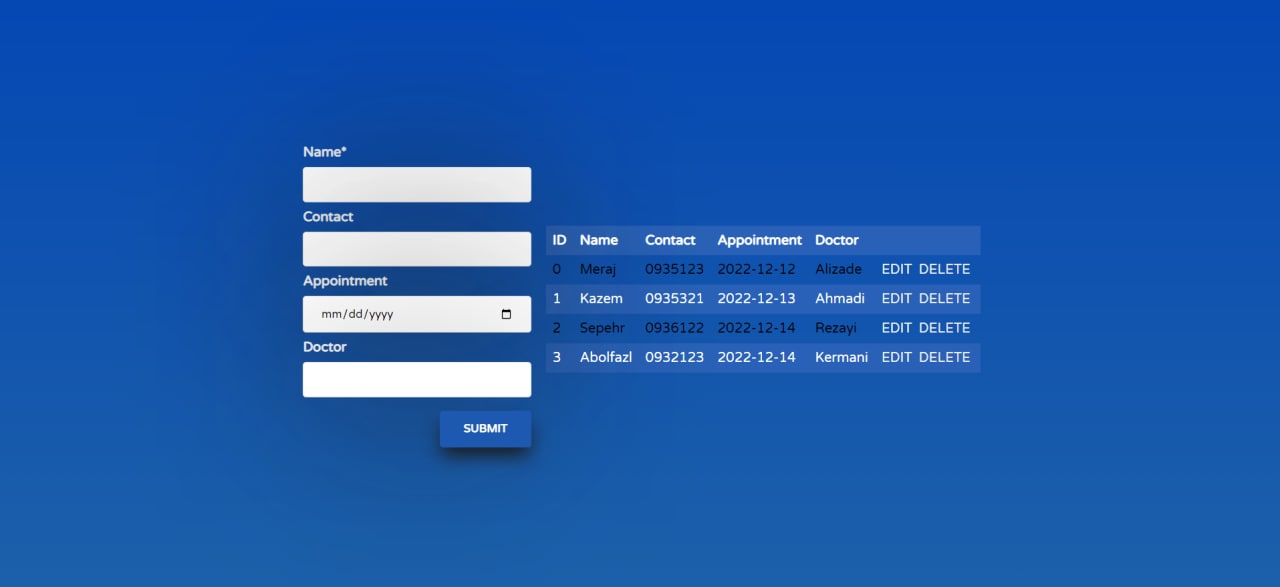 Name*
Contact
Appointment
mm/dd/yyyy
Doctor
SUBMIT
ID Name Contact Appointment Doctor
0 Meraj 0935123 2022-12-12 Alizade EDIT DELETE
1 Kazem 0935321 2022-12-13 Ahmadi EDIT DELETE
2 Sepehr 0936122 2022-12-14 Rezayi EDIT DELETE
3 Abolfazl 0932123 2022-12-14 Kermani EDIT DELETE